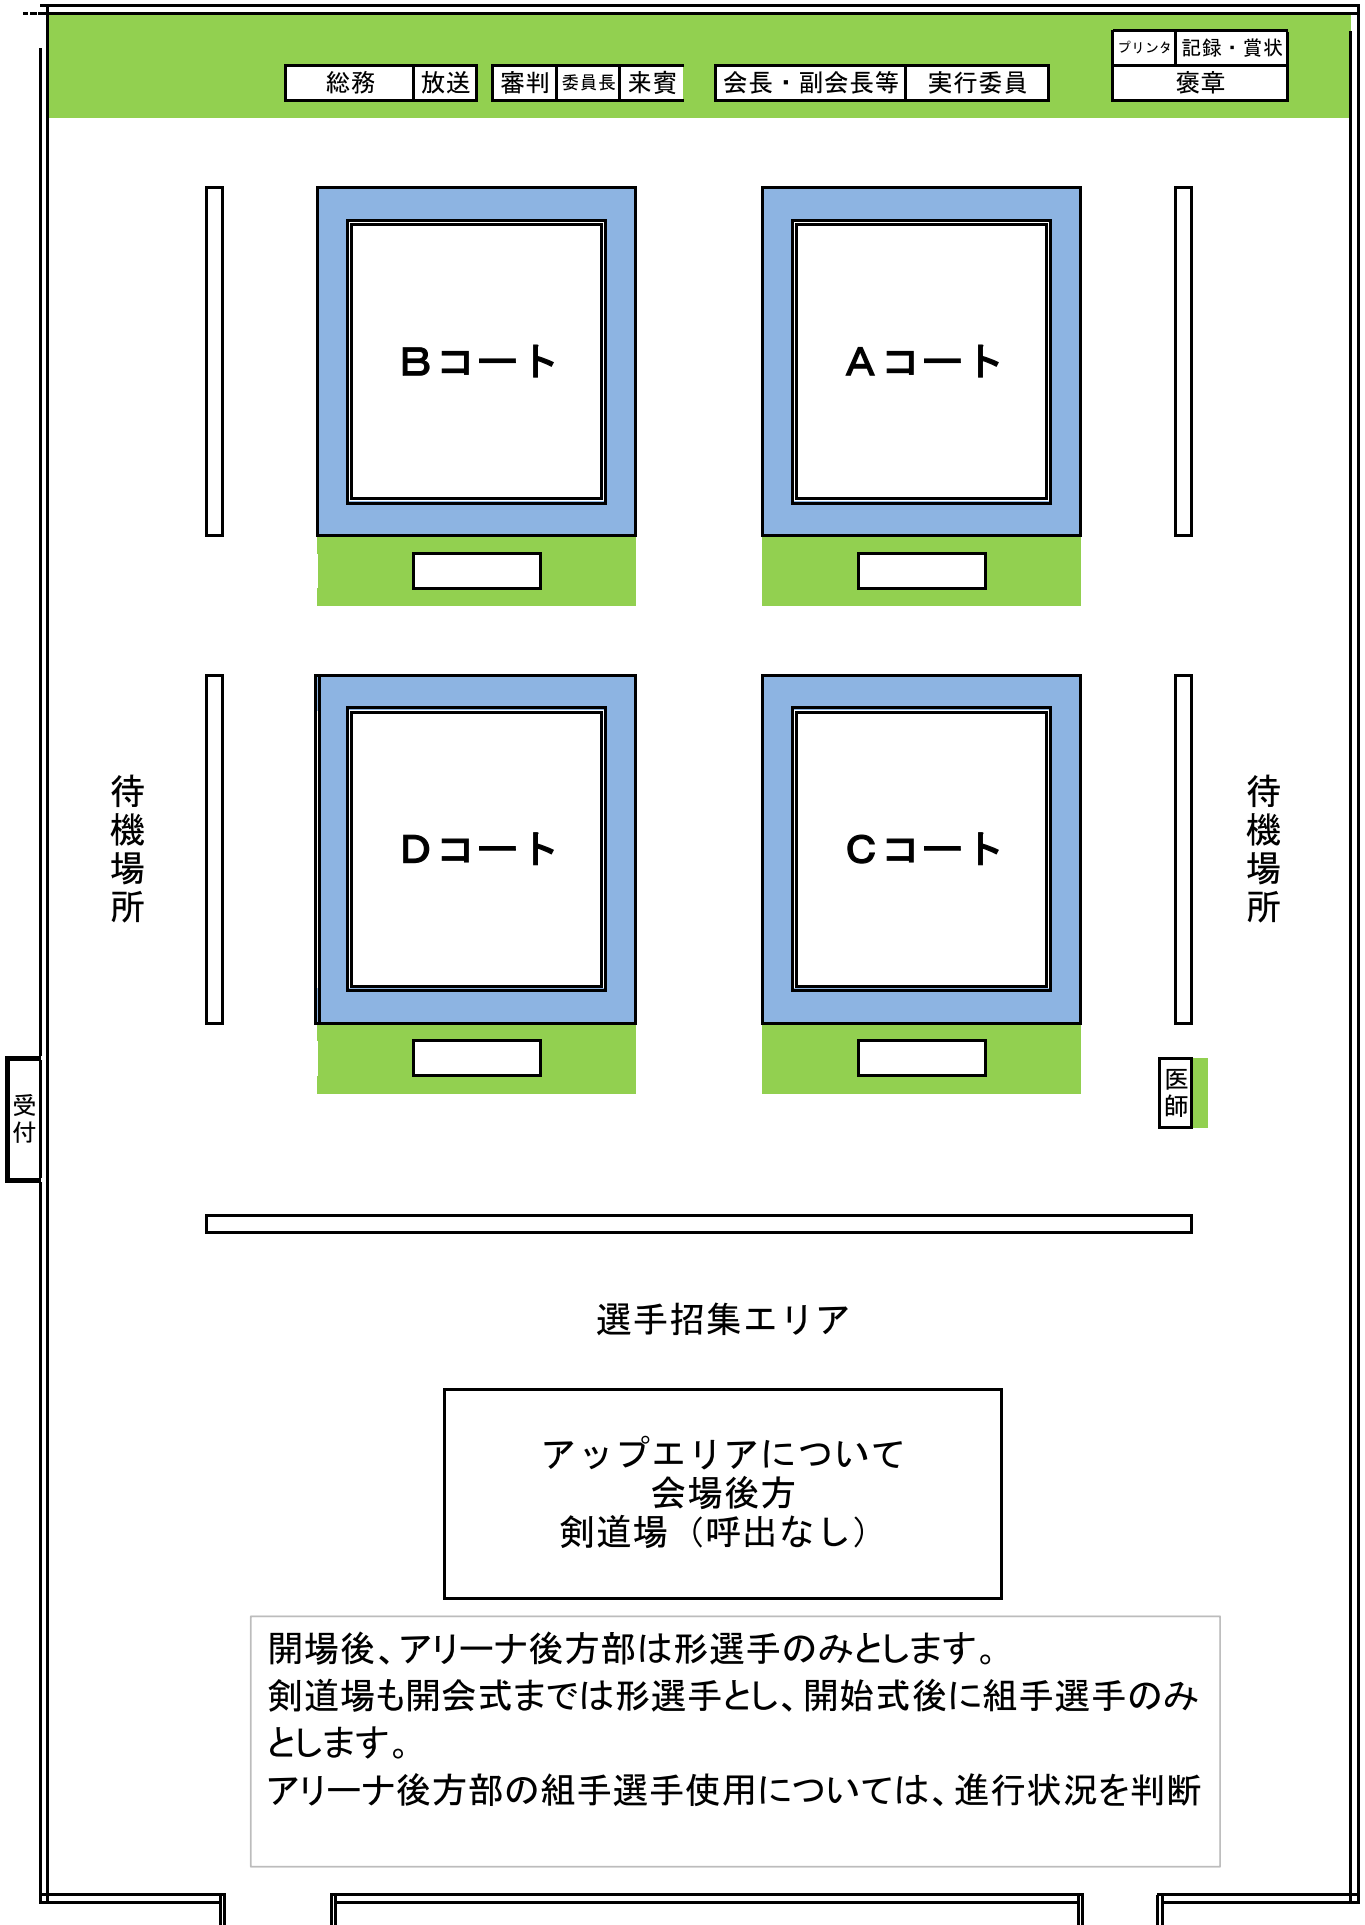 プリンタ 記録・賞状
総務 放送 審判 委員長 来賓 会長・副会長等 実行委員 褒章
Bコート Aコート
Dコート Cコート
待機場所
待機場所
受付
医師
選手招集エリア
アップエリアについて
会場後方
剣道場（呼出なし）
開場後、アリーナ後方部は形選手のみとします。
剣道場も開会式までは形選手とし、開始式後に組手選手のみ
とします。
アリーナ後方部の組手選手使用については、進行状況を判断